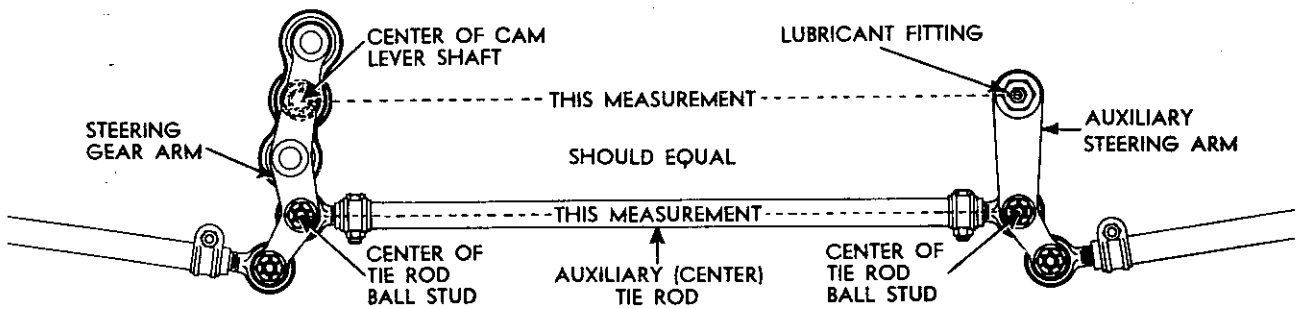 CENTER OF CAM
LEVER SHAFT
LUBRICANT FITTING
THIS MEASUREMENT
STEERING
GEAR ARM
AUXILIARY
STEERING ARM
SHOULD EQUAL
THIS MEASUREMENT
CENTER OF
TIE ROD
BALL STUD
AUXILIARY (CENTER)
TIE ROD
CENTER OF
TIE ROD
BALL STUD